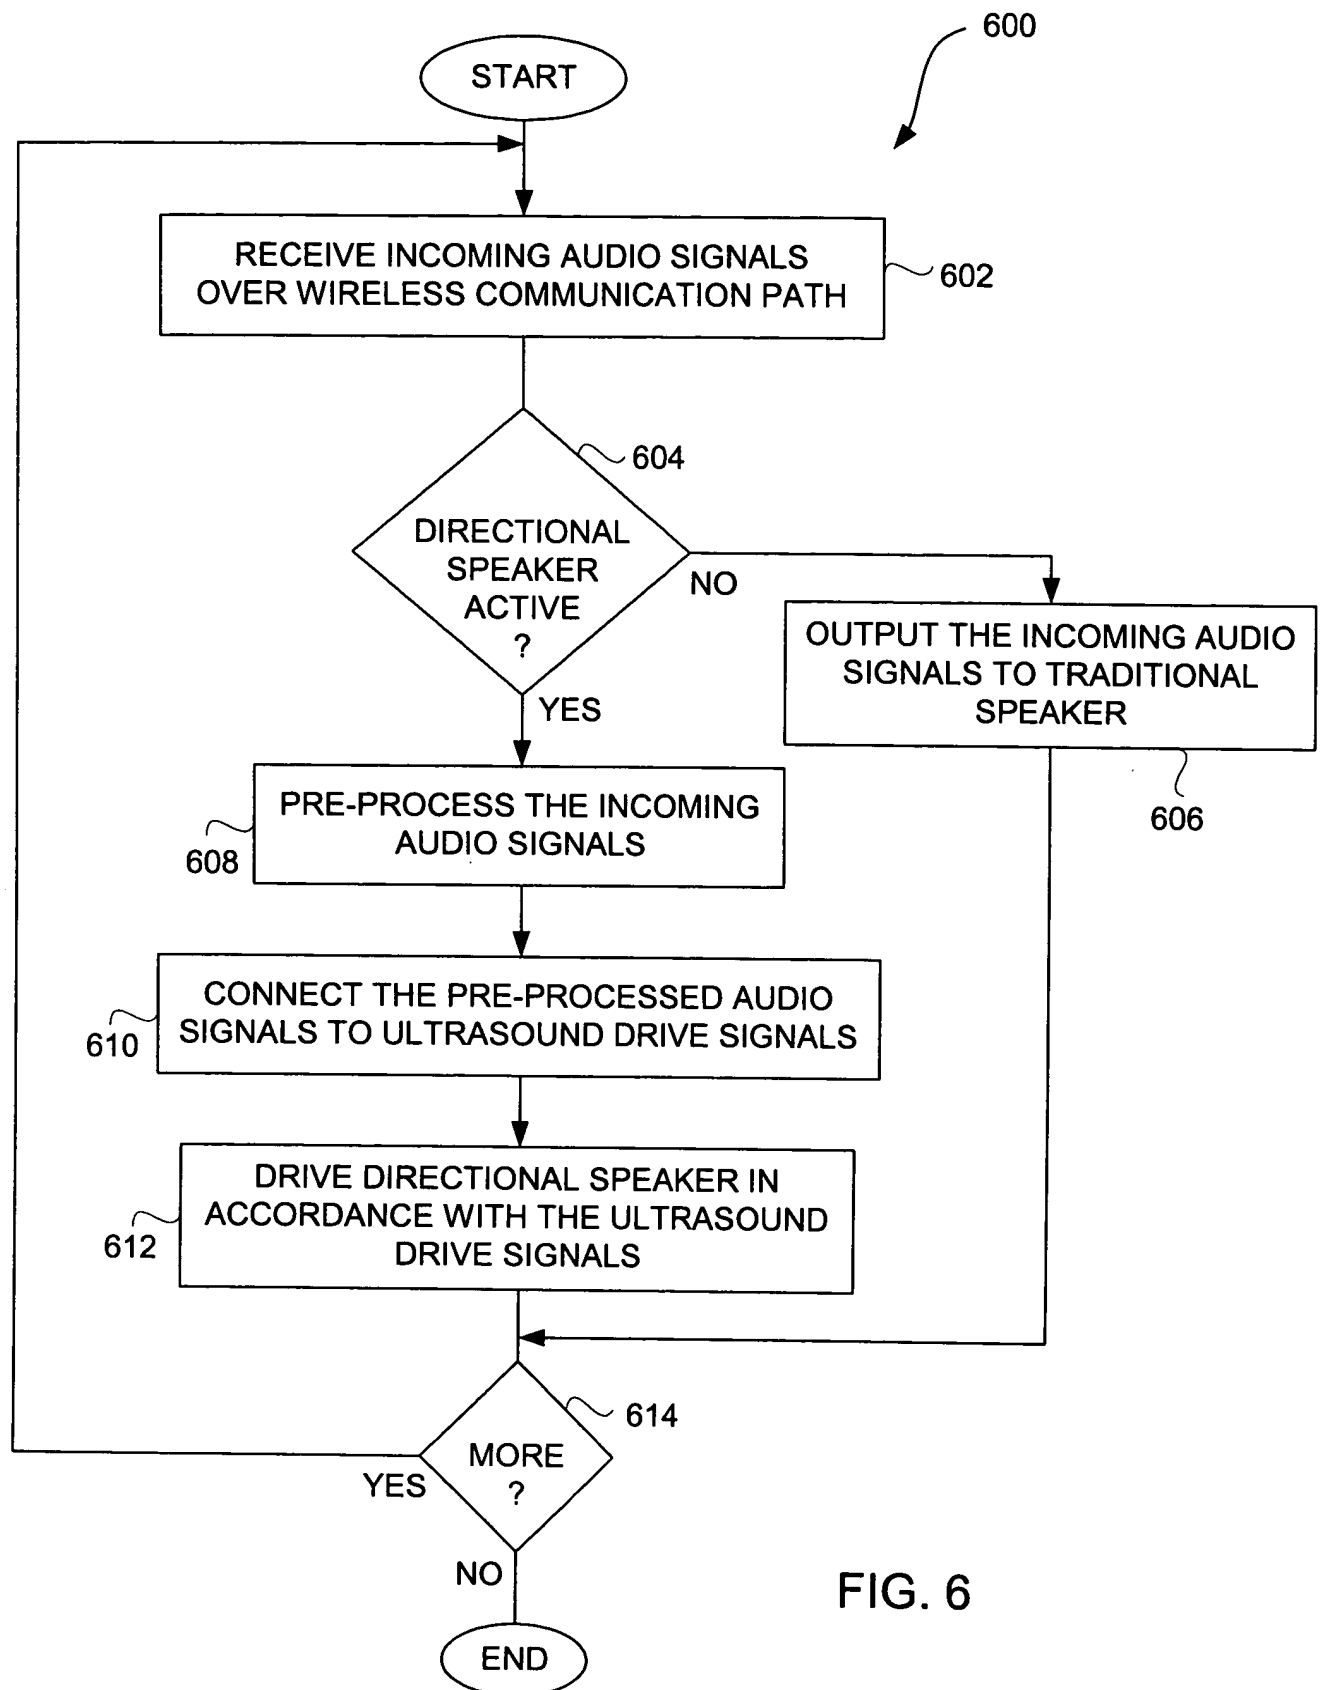 600
START
RECEIVE INCOMING AUDIO SIGNALS
OVER WIRELESS COMMUNICATION PATH
602
604
DIRECTIONAL
SPEAKER
ACTIVE
?
NO
YES
OUTPUT THE INCOMING AUDIO
SIGNALS TO TRADITIONAL
SPEAKER
606
PRE-PROCESS THE INCOMING
AUDIO SIGNALS
608
CONNECT THE PRE-PROCESSED AUDIO
SIGNALS TO ULTRASOUND DRIVE SIGNALS
610
DRIVE DIRECTIONAL SPEAKER IN
ACCORDANCE WITH THE ULTRASOUND
DRIVE SIGNALS
612
614
MORE
?
YES
NO
END
FIG. 6